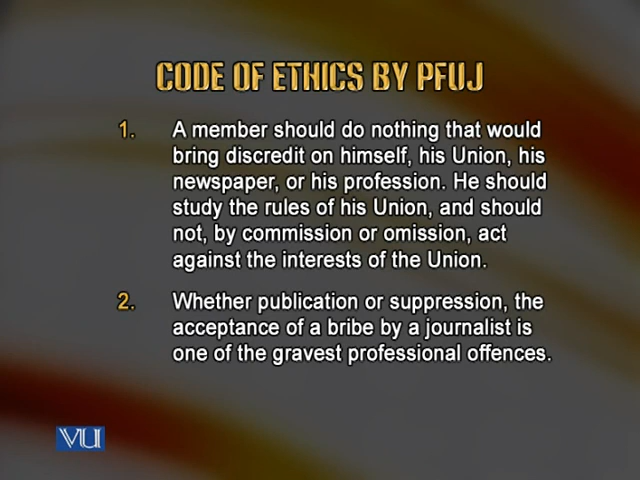 CODE OF ETHICS BY PFUJ
1. A member should do nothing that would
bring discredit on himself, his Union, his
newspaper, or his profession. He should
study the rules of his Union, and should
not, by commission or omission, act
against the interests of the Union.
2. Whether publication or suppression, the
acceptance of a bribe by a journalist is
one of the gravest professional offences.
VU